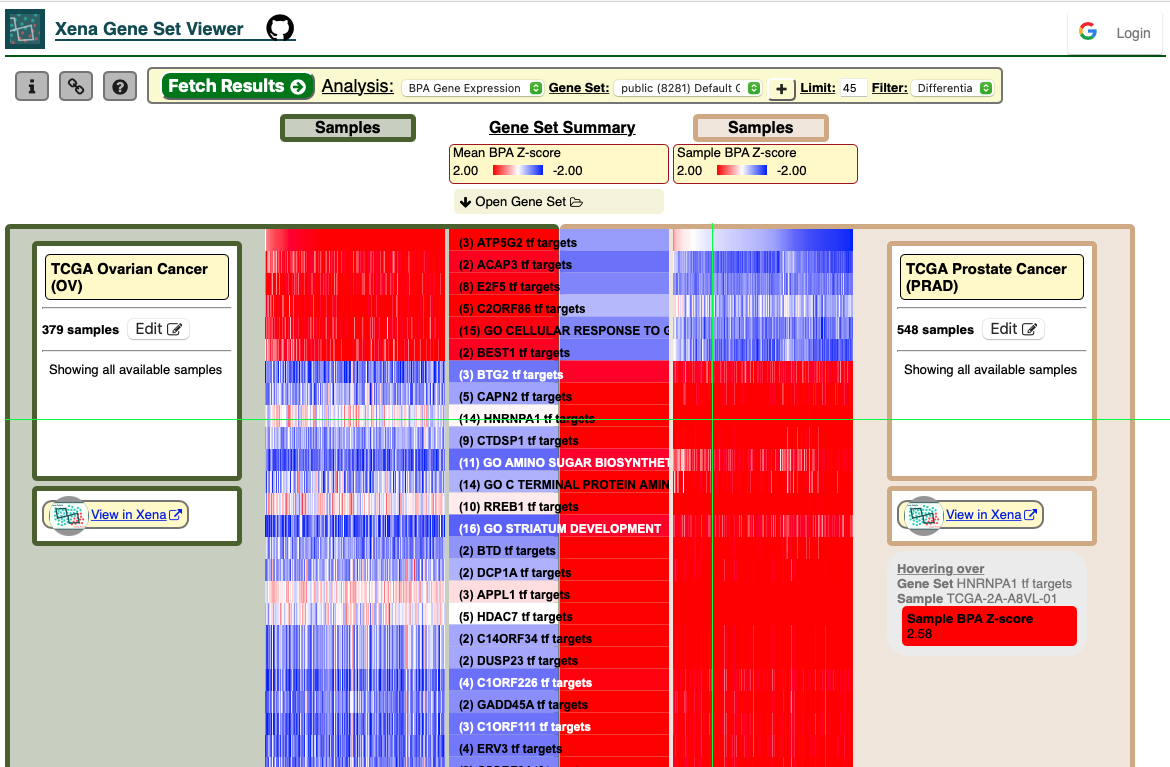 Xena Gene Set Viewer
Login
Fetch Results Analysis: BPA Gene Expression Gene Set: public (8281) Default G + Limit: 45 Filter: Differentia
Samples Gene Set Summary Samples
Mean BPA Z-score
2.00 -2.00
Sample BPA Z-score
2.00 -2.00
Open Gene Set
TCGA Ovarian Cancer
(OV)
379 samples Edit
Showing all available samples
View in Xena
(3) ATP5G2 tf targets
(2) ACAP3 tf targets
(8) E2F5 tf targets
(5) C2ORF86 tf targets
(15) GO CELLULAR RESPONSE TO G
(2) BEST1 tf targets
(3) BTG2 tf targets
(5) CAPN2 tf targets
(14) HNRNPA1 tf targets
(9) CTDSP1 tf targets
(11) GO AMINO SUGAR BIOSYNTHET
(14) GO C TERMINAL PROTEIN AMIN
(10) RREB1 tf targets
(16) GO STRIATUM DEVELOPMENT
(2) BTD tf targets
(2) DCP1A tf targets
(3) APPL1 tf targets
(5) HDAC7 tf targets
(2) C14ORF34 tf targets
(2) DUSP23 tf targets
(4) C1ORF226 tf targets
(2) GADD45A tf targets
(3) C1ORF111 tf targets
(4) ERV3 tf targets
TCGA Prostate Cancer
(PRAD)
548 samples Edit
Showing all available samples
View in Xena
Hovering over
Gene Set HNRNPA1 tf targets
Sample TCGA-2A-A8VL-01
Sample BPA Z-score
2.58